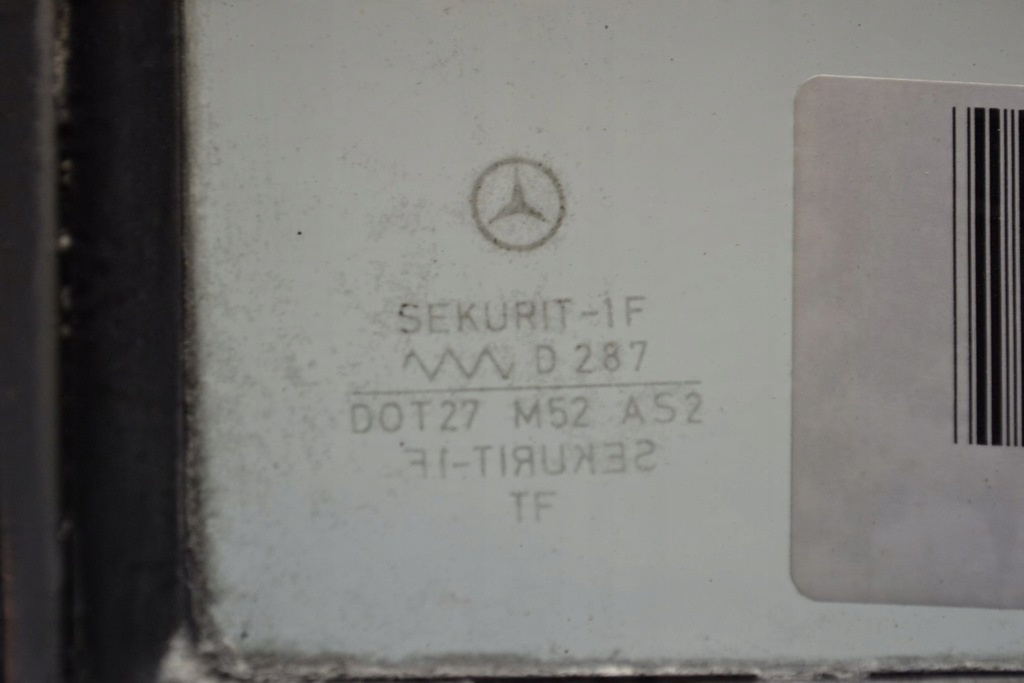 SEKURIT-1F
D 287
DOT27 M52 AS2
SEKURIT-1F
TF